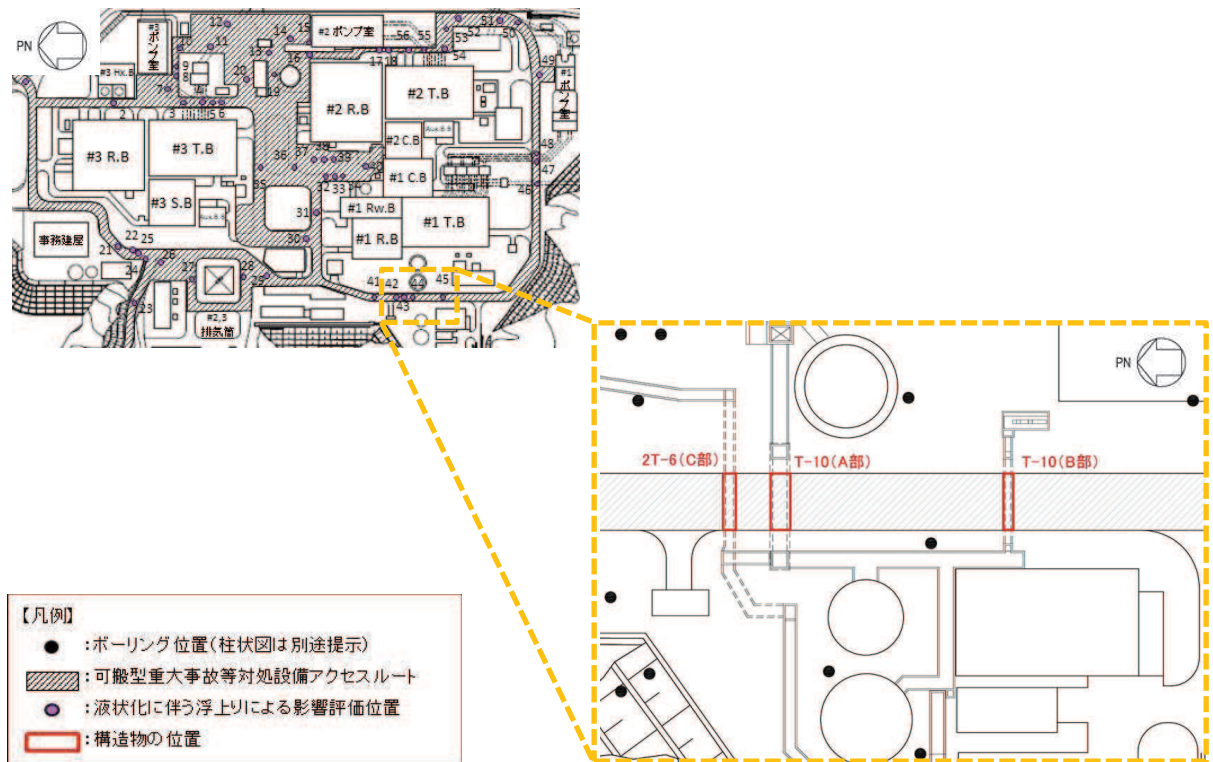 PN
#3 ポンプ室
#2 ポンプ室
#1 ポンプ室
#3 Hx.B
#3 R.B
#3 T.B
#3 S.B
Aux.B.B
#2 R.B
#2 T.B
#2 C.B
Aux.B.B
#1 C.B
#1 Rw.B
#1 R.B
#1 T.B
事務建屋
#2,3
排気筒
2
3
5
6
7
8
9
10
11
12
13
14
15
16
17
18
19
20
21
22
23
24
25
26
27
28
29
30
31
32
33
34
35
36
37
38
39
40
41
42
43
44
45
46
47
48
49
50
51
52
53
54
55
56
PN
2T-6(C部)
T-10(A部)
T-10(B部)
【凡例】
:ボーリング位置(柱状図は別途提示)
:可搬型重大事故等対処設備アクセスルート
:液状化に伴う浮上りによる影響評価位置
:構造物の位置